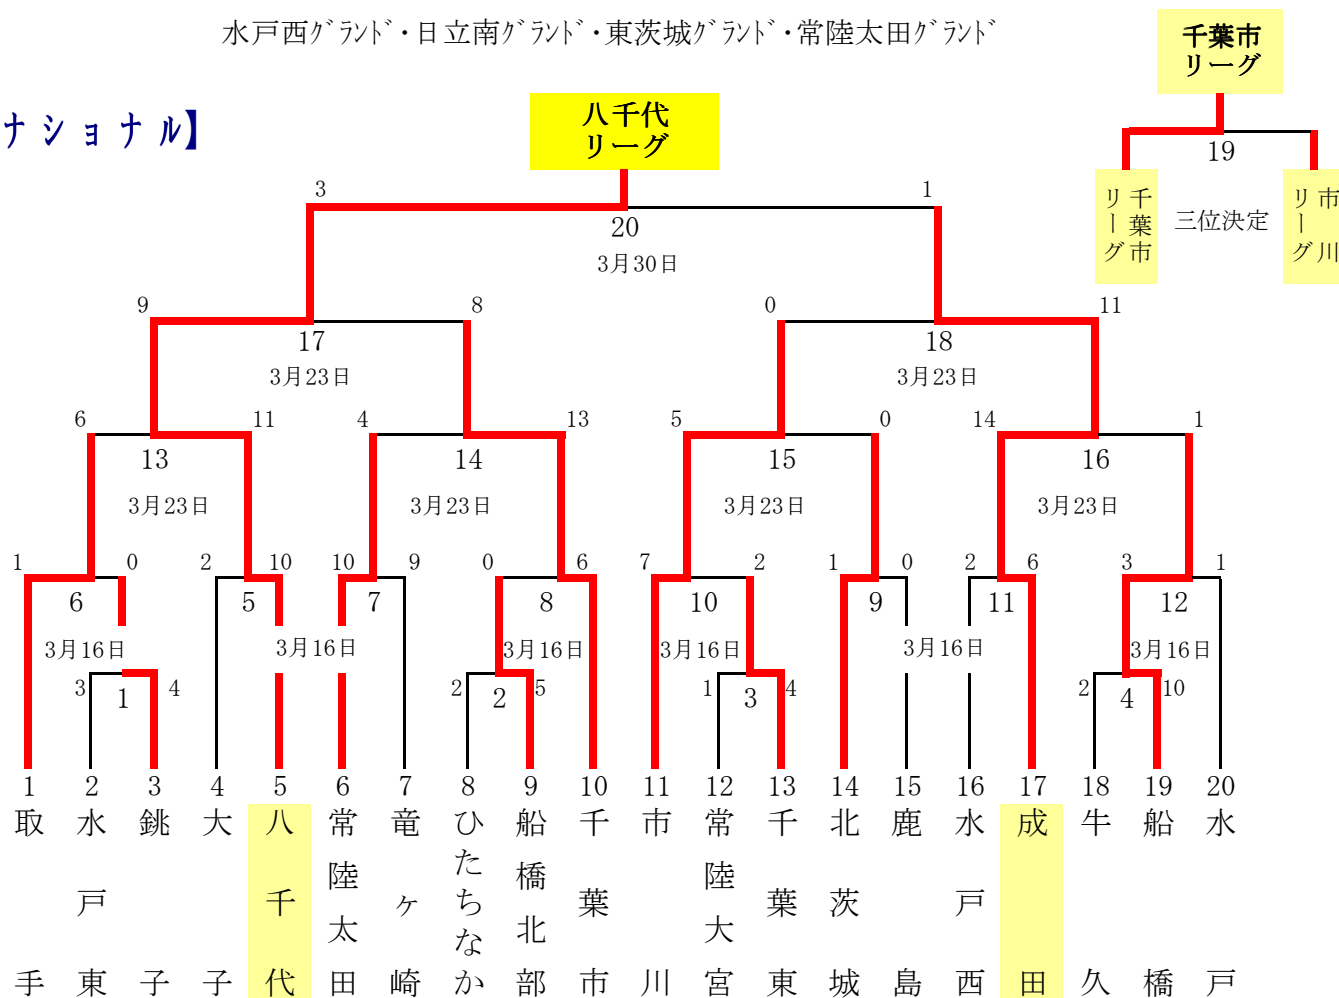 水戸西ｸﾞﾗﾝﾄﾞ・日立南ｸﾞﾗﾝﾄﾞ・東茨城ｸﾞﾗﾝﾄﾞ・常陸太田ｸﾞﾗﾝﾄﾞ
千葉市
リーグ
ナショナル】
八千代
リーグ
19
千葉市
リーグ
三位決定
市川
リーグ
3 1
20
3月30日
9 8 0 11
17 18
3月23日 3月23日
6 11 4 13 5 0 14 1
13 14 15 16
3月23日 3月23日 3月23日 3月23日
1 0 2 10 10 9 0 6 7 2 1 0 2 6 3 1
6 5 7 8 10 9 11 12
3月16日 3月16日 3月16日 3月16日 3月16日 3月16日
3 4 2 5 1 4 2 10
1 2 3 4
1 2 3 4 5 6 7 8 9 10 11 12 13 14 15 16 17 18 19 20
取手
水戸東
銚子
大子
八千代
常陸太田
竜ヶ崎
ひたちなか
船橋北部
千葉市
市川
常陸大宮
千葉東
北茨城
鹿島
水戸西
成田
牛久
船橋
水戸